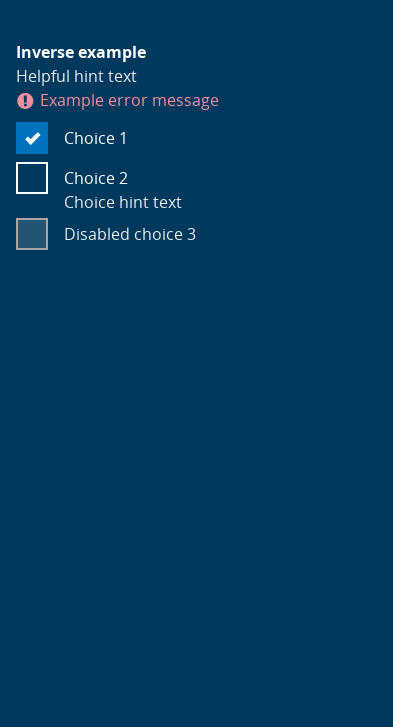 Inverse example
Helpful hint text
Example error message
Choice 1
Choice 2
Choice hint text
Disabled choice 3